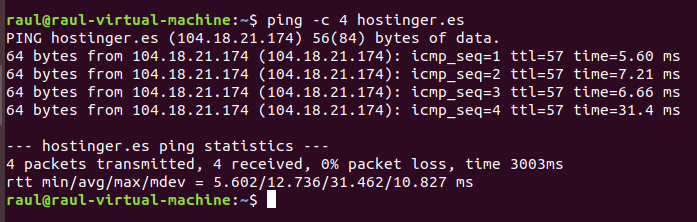 raul@raul-virtual-machine:~$ ping -c 4 hostinger.es
PING hostinger.es (104.18.21.174) 56(84) bytes of data.
64 bytes from 104.18.21.174 (104.18.21.174): icmp_seq=1 ttl=57 time=5.60 ms
64 bytes from 104.18.21.174 (104.18.21.174): icmp_seq=2 ttl=57 time=7.21 ms
64 bytes from 104.18.21.174 (104.18.21.174): icmp_seq=3 ttl=57 time=6.66 ms
64 bytes from 104.18.21.174 (104.18.21.174): icmp_seq=4 ttl=57 time=31.4 ms

--- hostinger.es ping statistics ---
4 packets transmitted, 4 received, 0% packet loss, time 3003ms
rtt min/avg/max/mdev = 5.602/12.736/31.462/10.827 ms
raul@raul-virtual-machine:~$